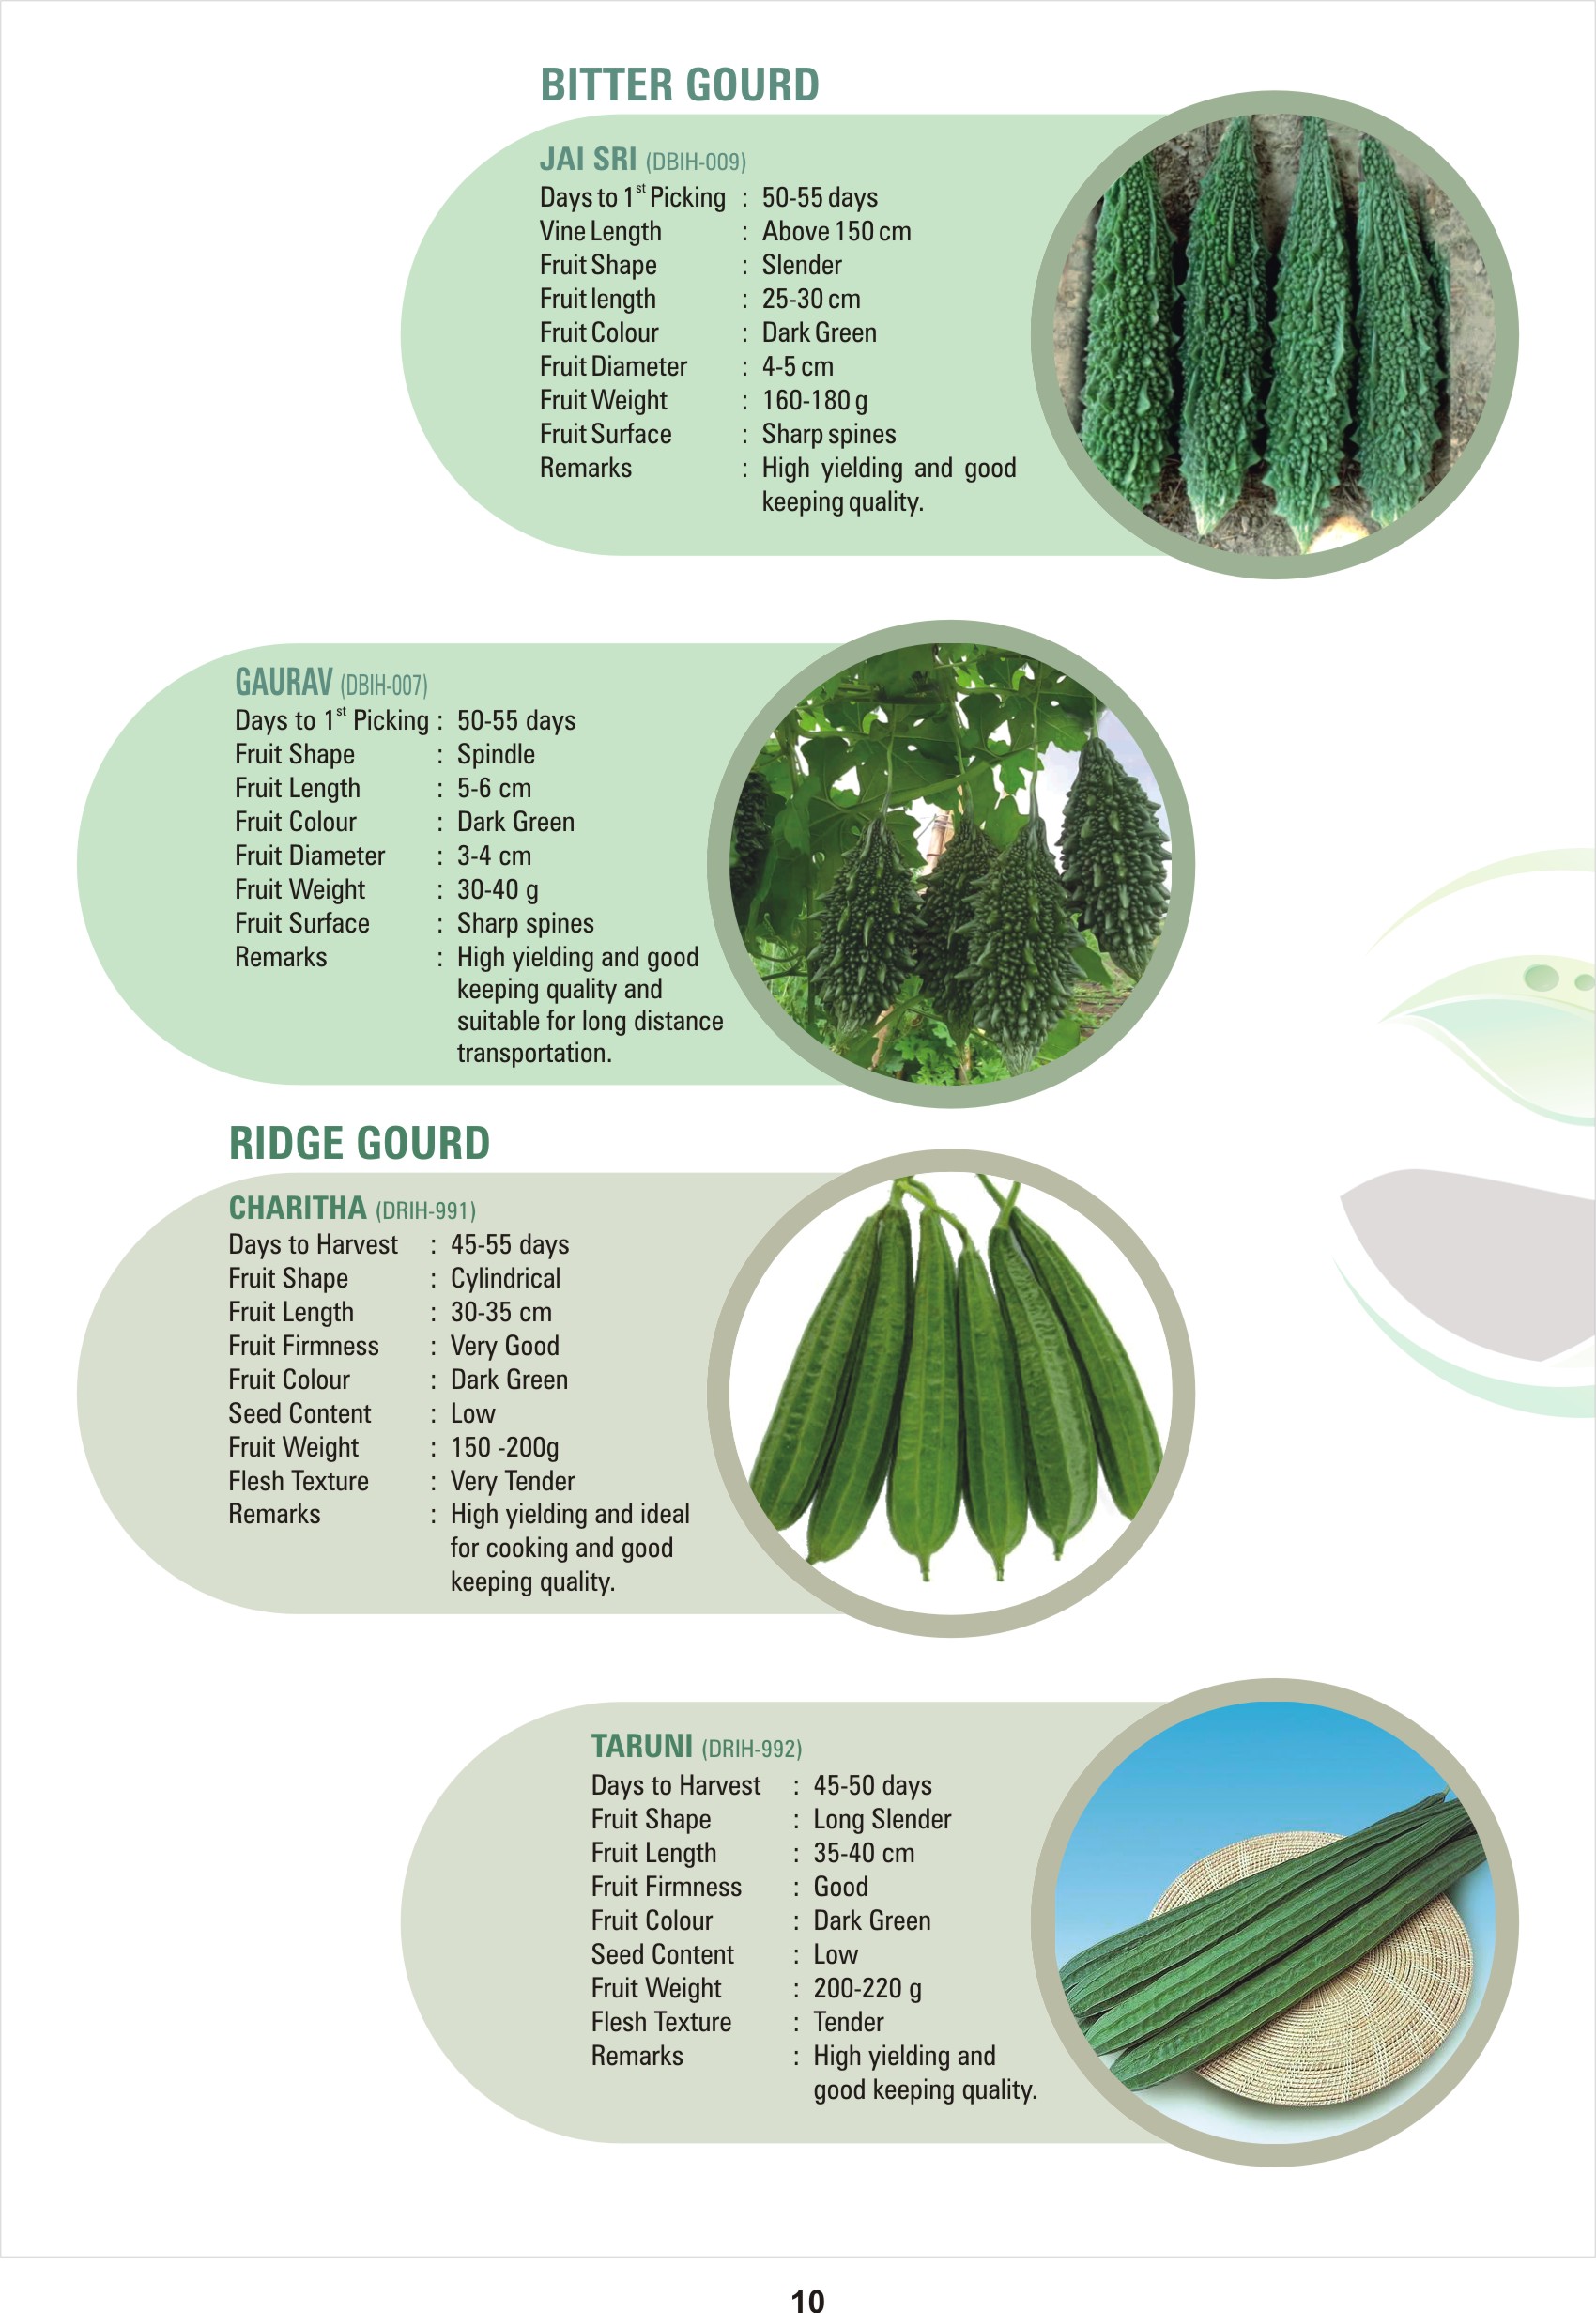 BITTER GOURD
JAI SRI (DBIH-009)
Days to 1st Picking : 50-55 days
Vine Length : Above 150 cm
Fruit Shape : Slender
Fruit length : 25-30 cm
Fruit Colour : Dark Green
Fruit Diameter : 4-5 cm
Fruit Weight : 160-180 g
Fruit Surface : Sharp spines
Remarks : High yielding and good
keeping quality.
GAURAV (DBIH-007)
Days to 1st Picking : 50-55 days
Fruit Shape : Spindle
Fruit Length : 5-6 cm
Fruit Colour : Dark Green
Fruit Diameter : 3-4 cm
Fruit Weight : 30-40 g
Fruit Surface : Sharp spines
Remarks : High yielding and good
keeping quality and
suitable for long distance
transportation.
RIDGE GOURD
CHARITHA (DRIH-991)
Days to Harvest : 45-55 days
Fruit Shape : Cylindrical
Fruit Length : 30-35 cm
Fruit Firmness : Very Good
Fruit Colour : Dark Green
Seed Content : Low
Fruit Weight : 150 -200g
Flesh Texture : Very Tender
Remarks : High yielding and ideal
for cooking and good
keeping quality.
TARUNI (DRIH-992)
Days to Harvest : 45-50 days
Fruit Shape : Long Slender
Fruit Length : 35-40 cm
Fruit Firmness : Good
Fruit Colour : Dark Green
Seed Content : Low
Fruit Weight : 200-220 g
Flesh Texture : Tender
Remarks : High yielding and
good keeping quality.
10